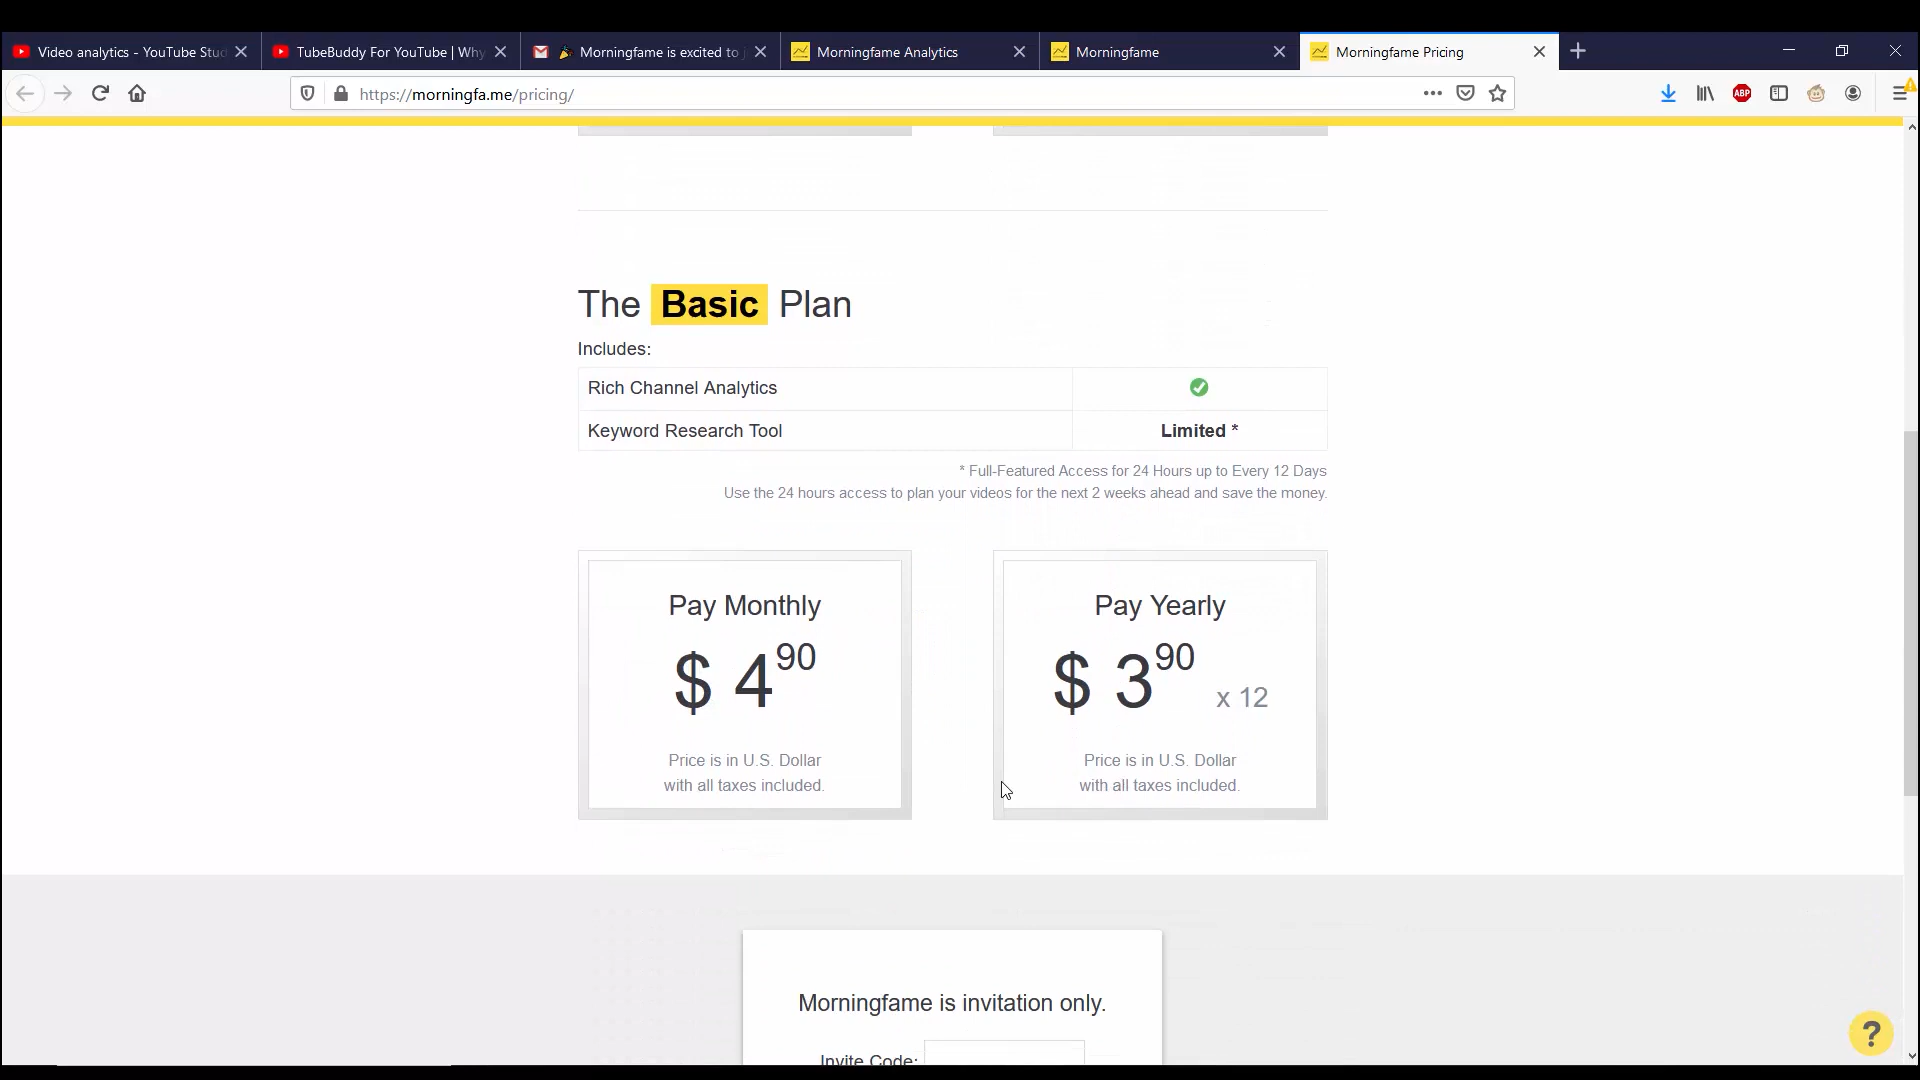 Video analytics - YouTube Stud
TubeBuddy For YouTube | Why
Morningfame is excited to j
Morningfame Analytics
Morningfame
Morningfame Pricing
https://morningfa.me/pricing/
ABP
The Basic Plan
Includes:
Rich Channel Analytics
Keyword Research Tool Limited *
* Full-Featured Access for 24 Hours up to Every 12 Days
Use the 24 hours access to plan your videos for the next 2 weeks ahead and save the money.
Pay Monthly
$ 4 90
Price is in U.S. Dollar
with all taxes included.
Pay Yearly
$ 3 90 x 12
Price is in U.S. Dollar
with all taxes included.
Morningfame is invitation only.
Invite Code:
?